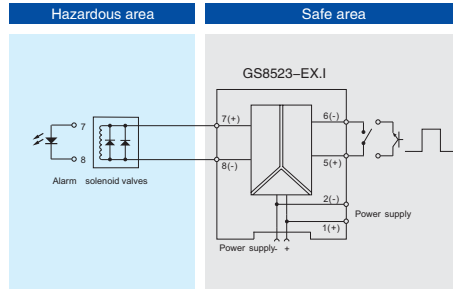 Hazardous area
Safe area
GS8523-EX.I
7
8
Alarm
solenoid valves
7(+)
8(-)
6(-)
5(+)
2(-)
1(+)
Power supply
Power supply- +